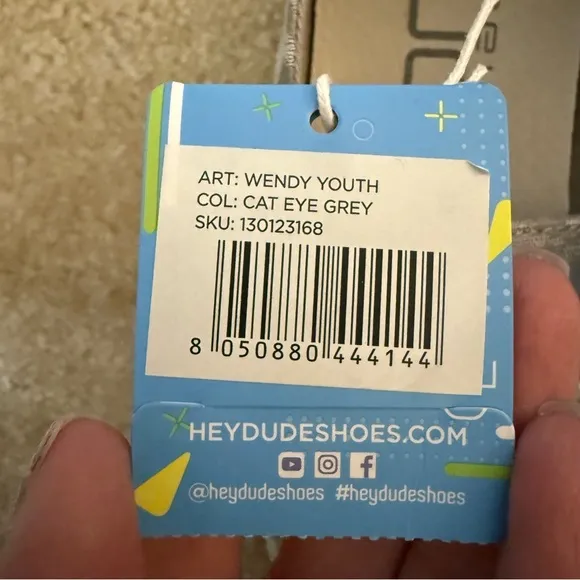 ART: WENDY YOUTH
COL: CAT EYE GREY
SKU: 130123168
8 050880 444144
HEYDUDESHOES.COM
@heydudeshoes #heydudeshoes